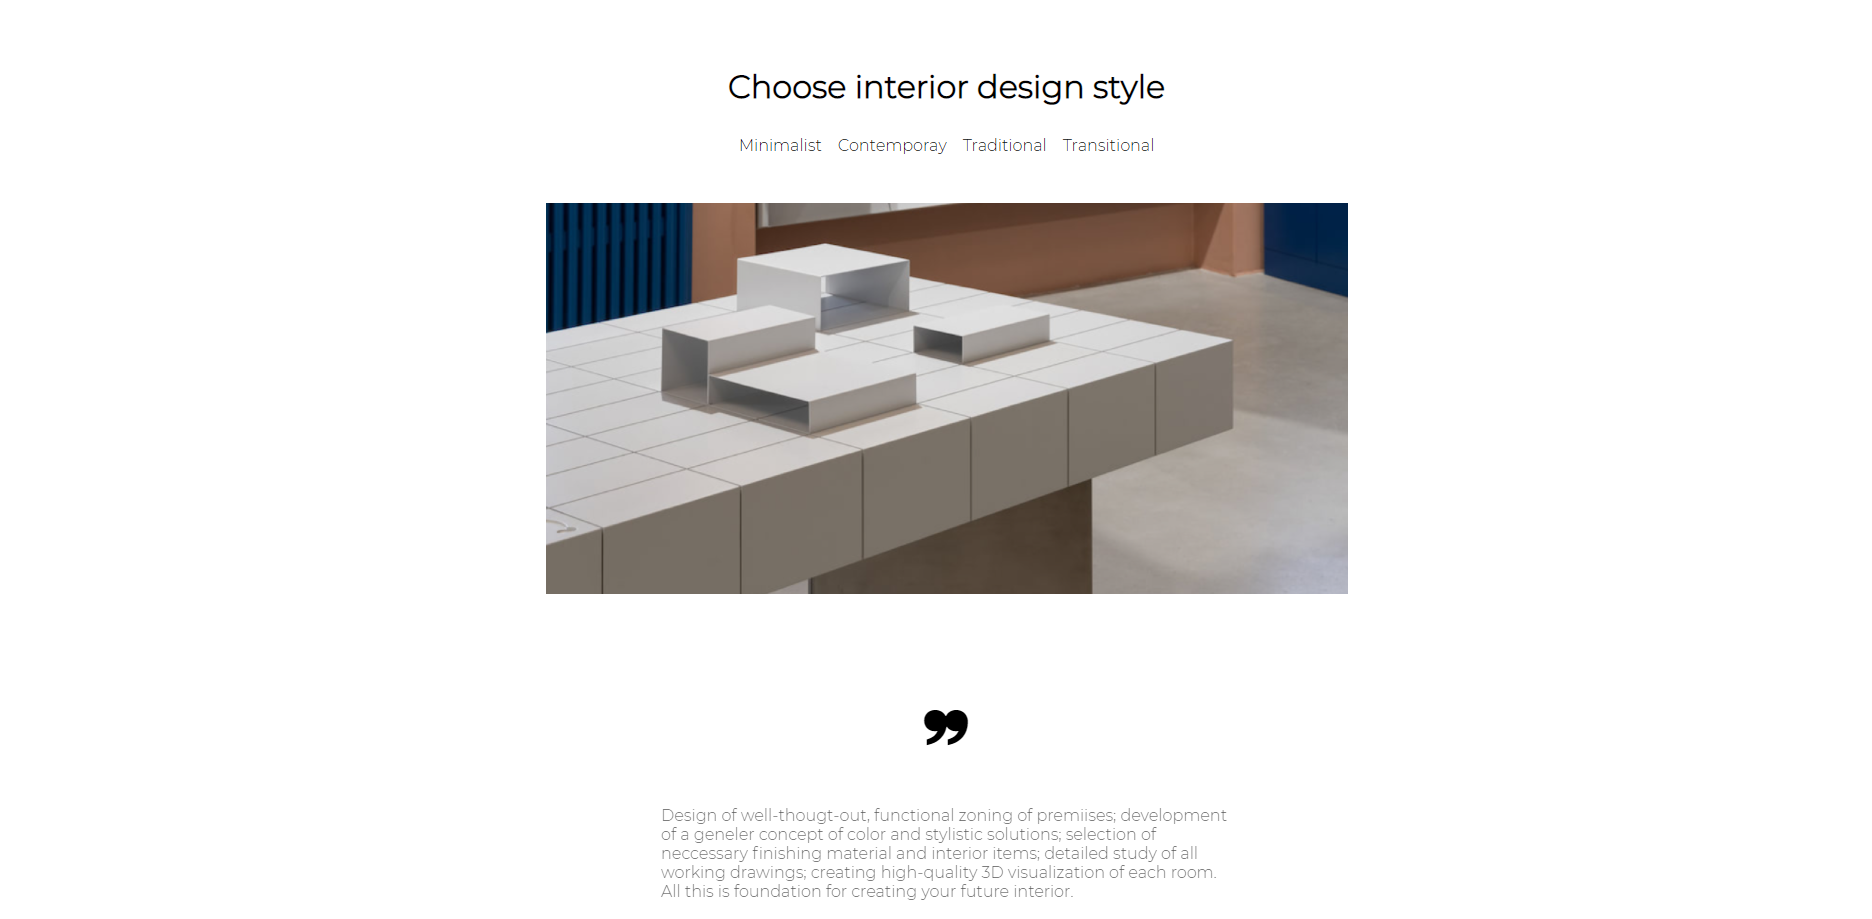 Choose interior design style
Minimalist Contemporay Traditional Transitional
”
Design of well-thougt-out, functional zoning of premiises; development
of a geneler concept of color and stylistic solutions; selection of
neccessary finishing material and interior items; detailed study of all
working drawings; creating high-quality 3D visualization of each room.
All this is foundation for creating your future interior.